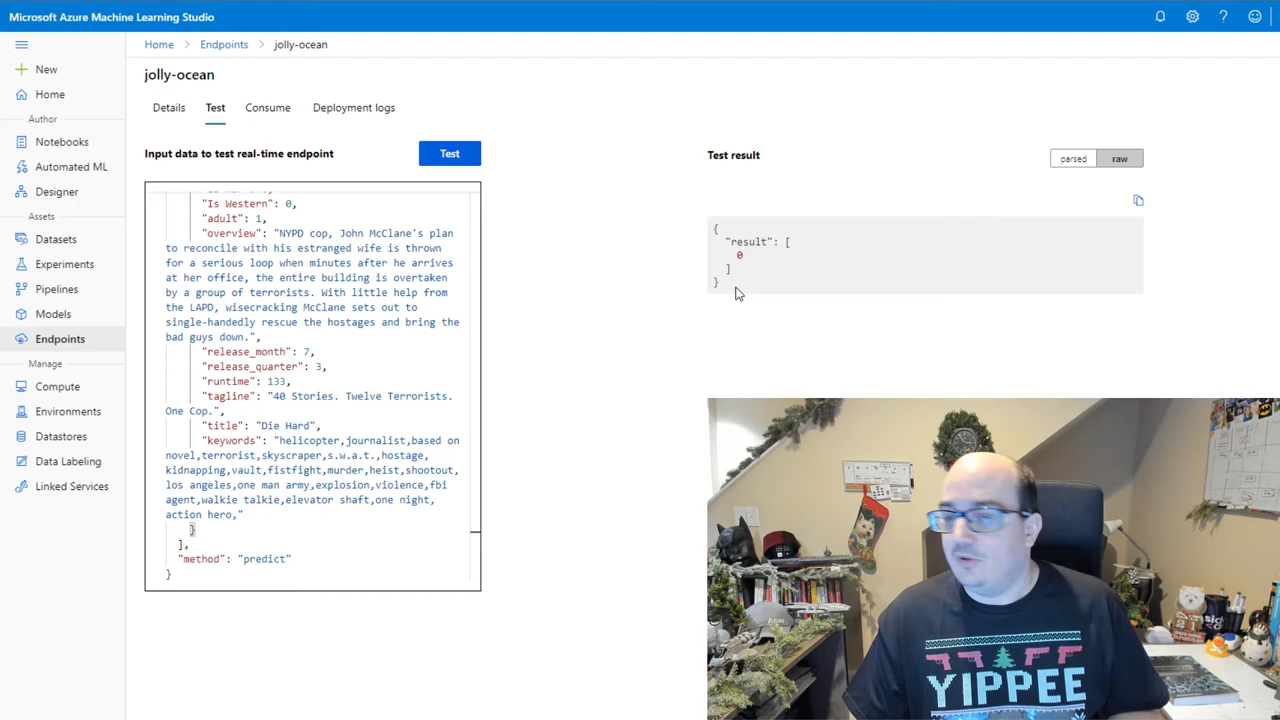 Microsoft Azure Machine Learning Studio
Home > Endpoints > jolly-ocean
New
Home
Author
Notebooks
Automated ML
Designer
Assets
Datasets
Experiments
Pipelines
Models
Endpoints
Manage
Compute
Environments
Datastores
Data Labeling
Linked Services
jolly-ocean
Details Test Consume Deployment logs
Input data to test real-time endpoint
Test
"Is Western": 0,
"adult": 1,
"overview": "NYPD cop, John McClane's plan
to reconcile with his estranged wife is thrown
for a serious loop when minutes after he arrives
at her office, the entire building is overtaken
by a group of terrorists. With little help from
the LAPD, wisecracking McClane sets out to
single-handedly rescue the hostages and bring the
bad guys down.",
"release_month": 7,
"release_quarter": 3,
"runtime": 133,
"tagline": "40 Stories. Twelve Terrorists.
One Cop.",
"title": "Die Hard",
"keywords": "helicopter,journalist,based on
novel,terrorist,skyscraper,s.w.a.t.,hostage,
kidnapping,vault,fistfight,murder,heist,shootout,
los angeles,one man army,explosion,violence,fbi
agent,walkie talkie,elevator shaft,one night,
action hero,"
}
],
"method": "predict"
}
Test result
parsed raw
{
"result": [
0
]
}
YIPPEE